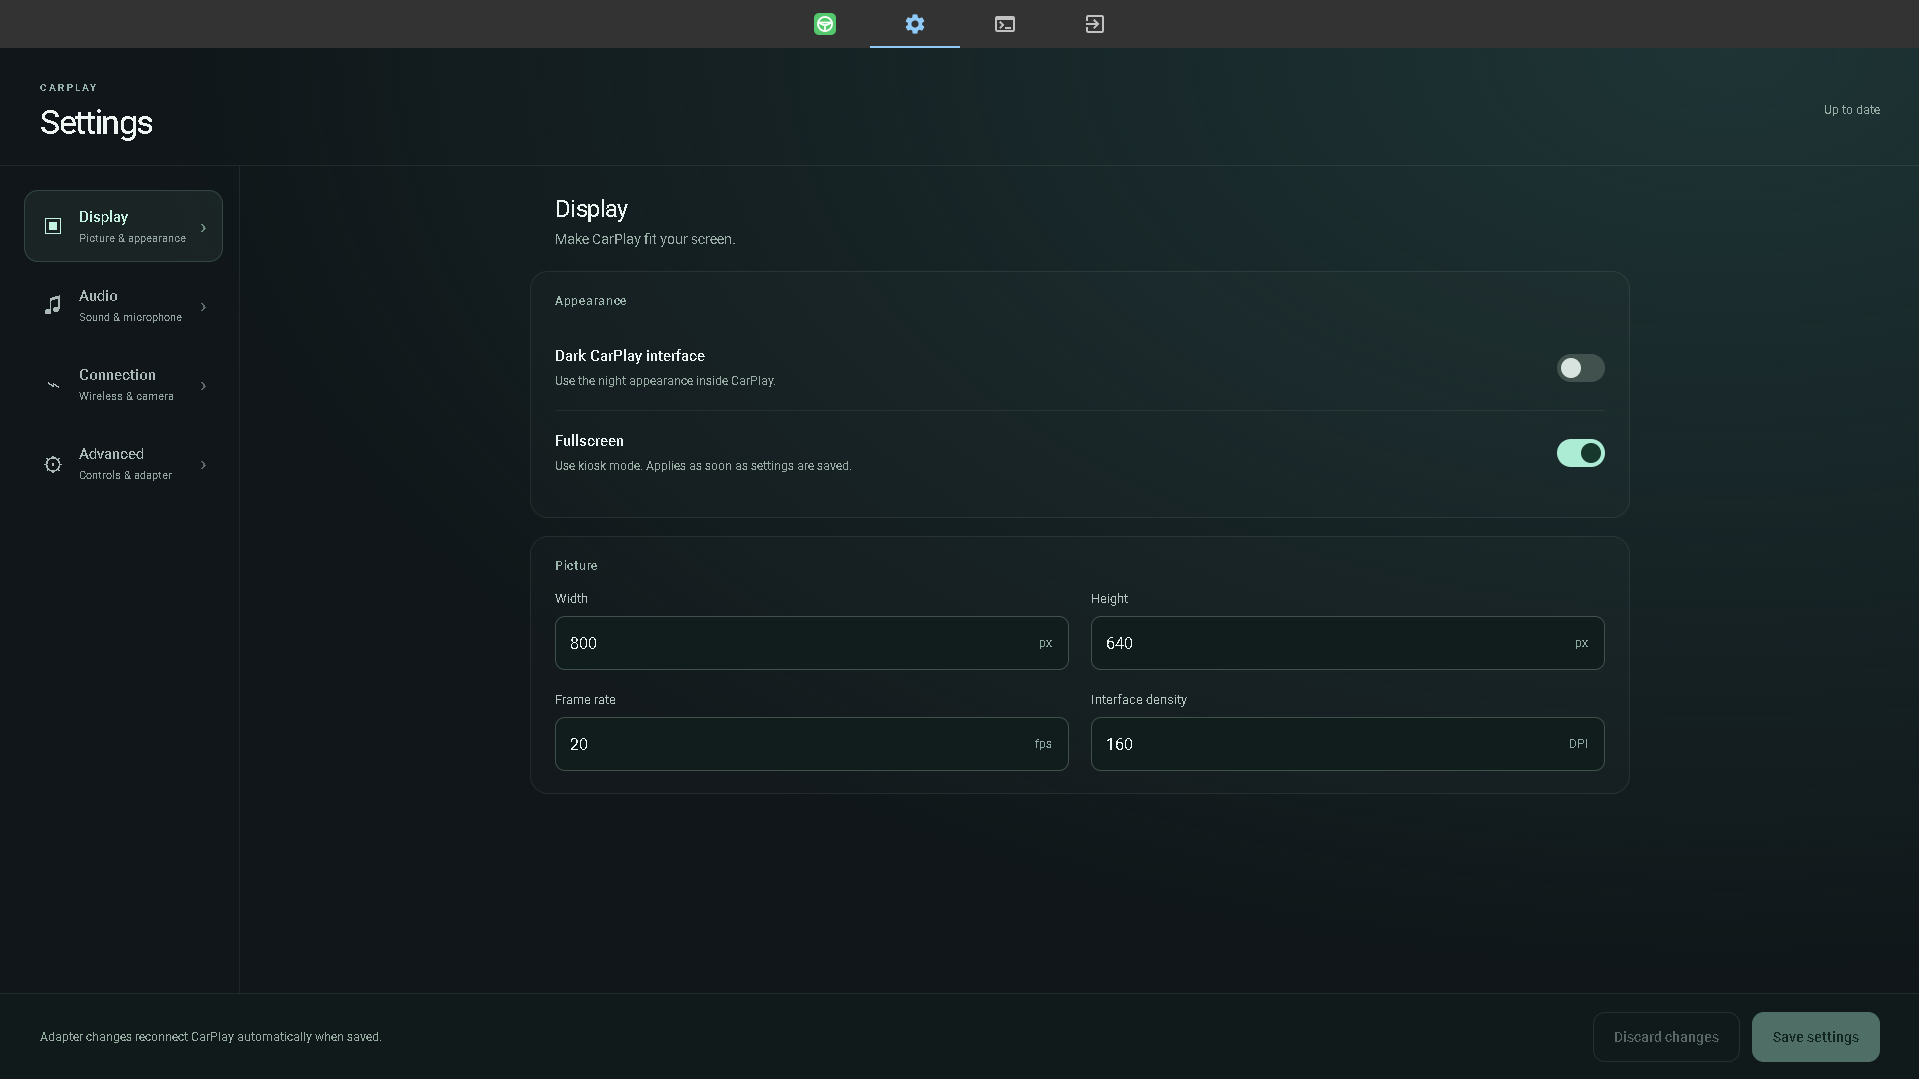 CARPLAY
Settings
Up to date
Display
Picture & appearance
Audio
Sound & microphone
Connection
Wireless & camera
Advanced
Controls & adapter
Display
Make CarPlay fit your screen.
Appearance
Dark CarPlay interface
Use the night appearance inside CarPlay.
Fullscreen
Use kiosk mode. Applies as soon as settings are saved.
Picture
Width
800 px
Height
640 px
Frame rate
20 fps
Interface density
160 DPI
Adapter changes reconnect CarPlay automatically when saved.
Discard changes
Save settings